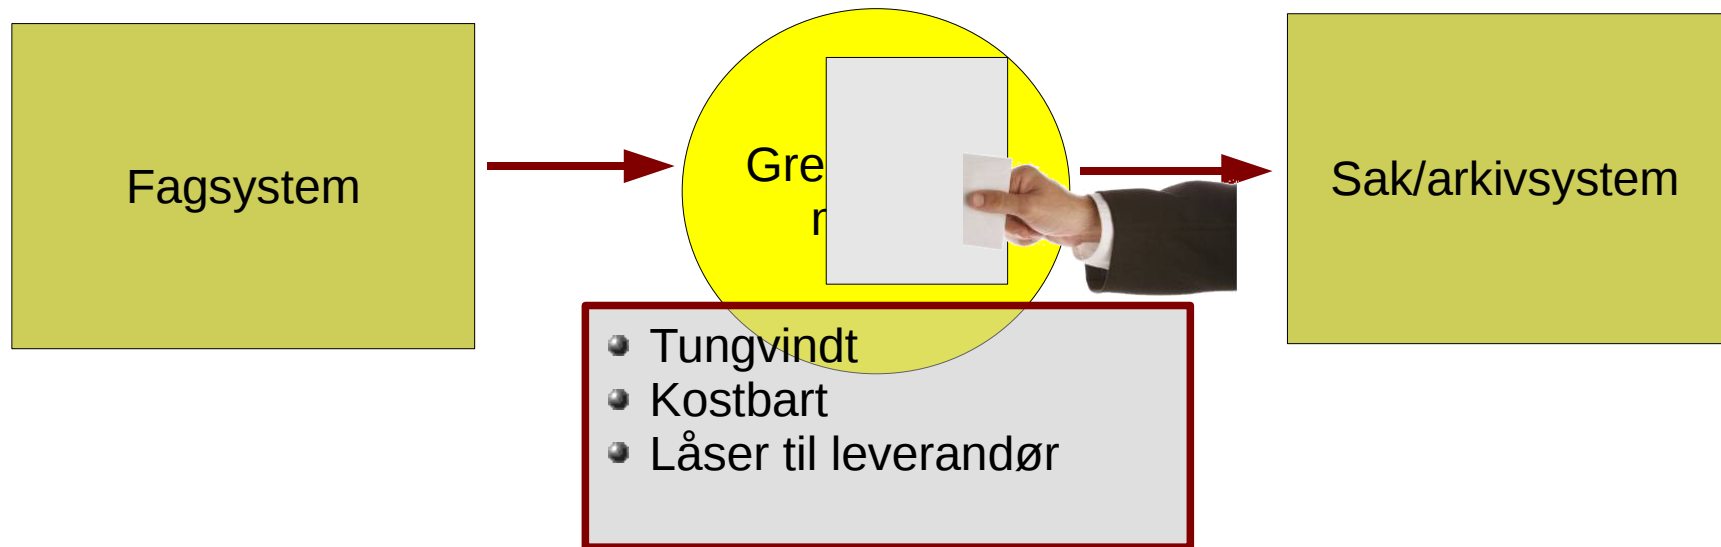 Fagsystem
Gre
Sak/arkivsystem
Tungvindt
Kostbart
Låser til leverandør